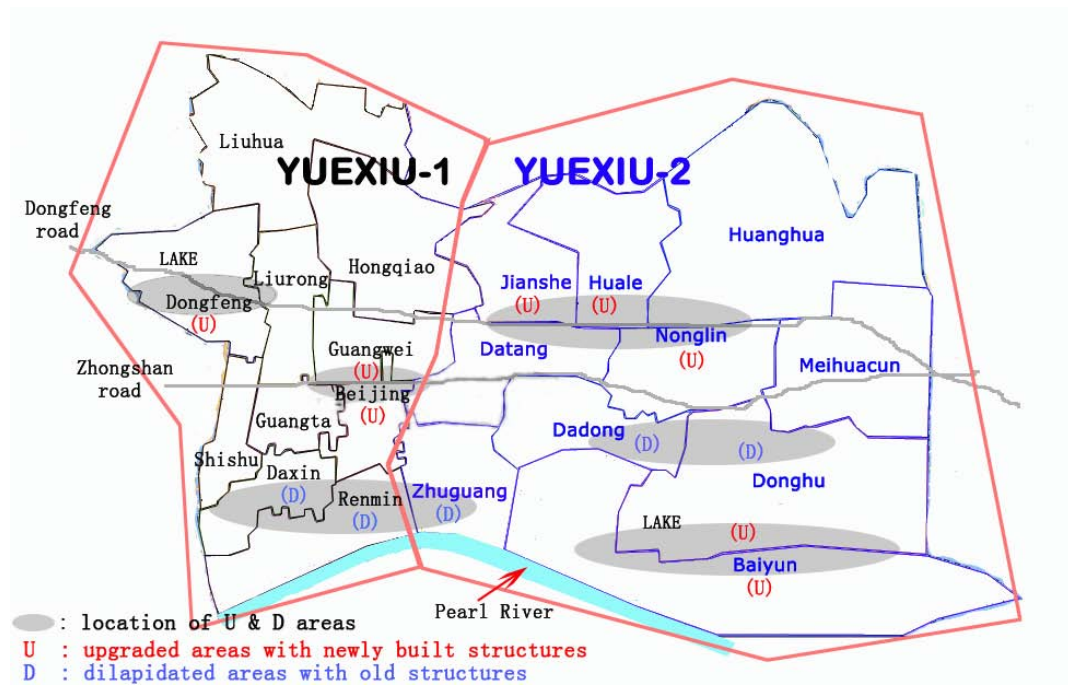 Liuhua
YUEXIU-1
YUEXIU-2
Dongfeng
road
Huanghua
LAKE
Liurong
Hongqiao
Jianshe
Huale
(U)
(U)
Dongfeng
(U)
Nonglin
(U)
Guangwei
(U)
Datang
Zhongshan
road
Meihuacun
Beijing
(U)
Guangta
Dadong
(D)
(D)
Shishu
Daxin
(D)
Renmin
(D)
Zhuguang
(D)
Donghu
LAKE
(U)
Baiyun
(U)
Pearl River
: location of U & D areas
U : upgraded areas with newly built structures
D : dilapidated areas with old structures